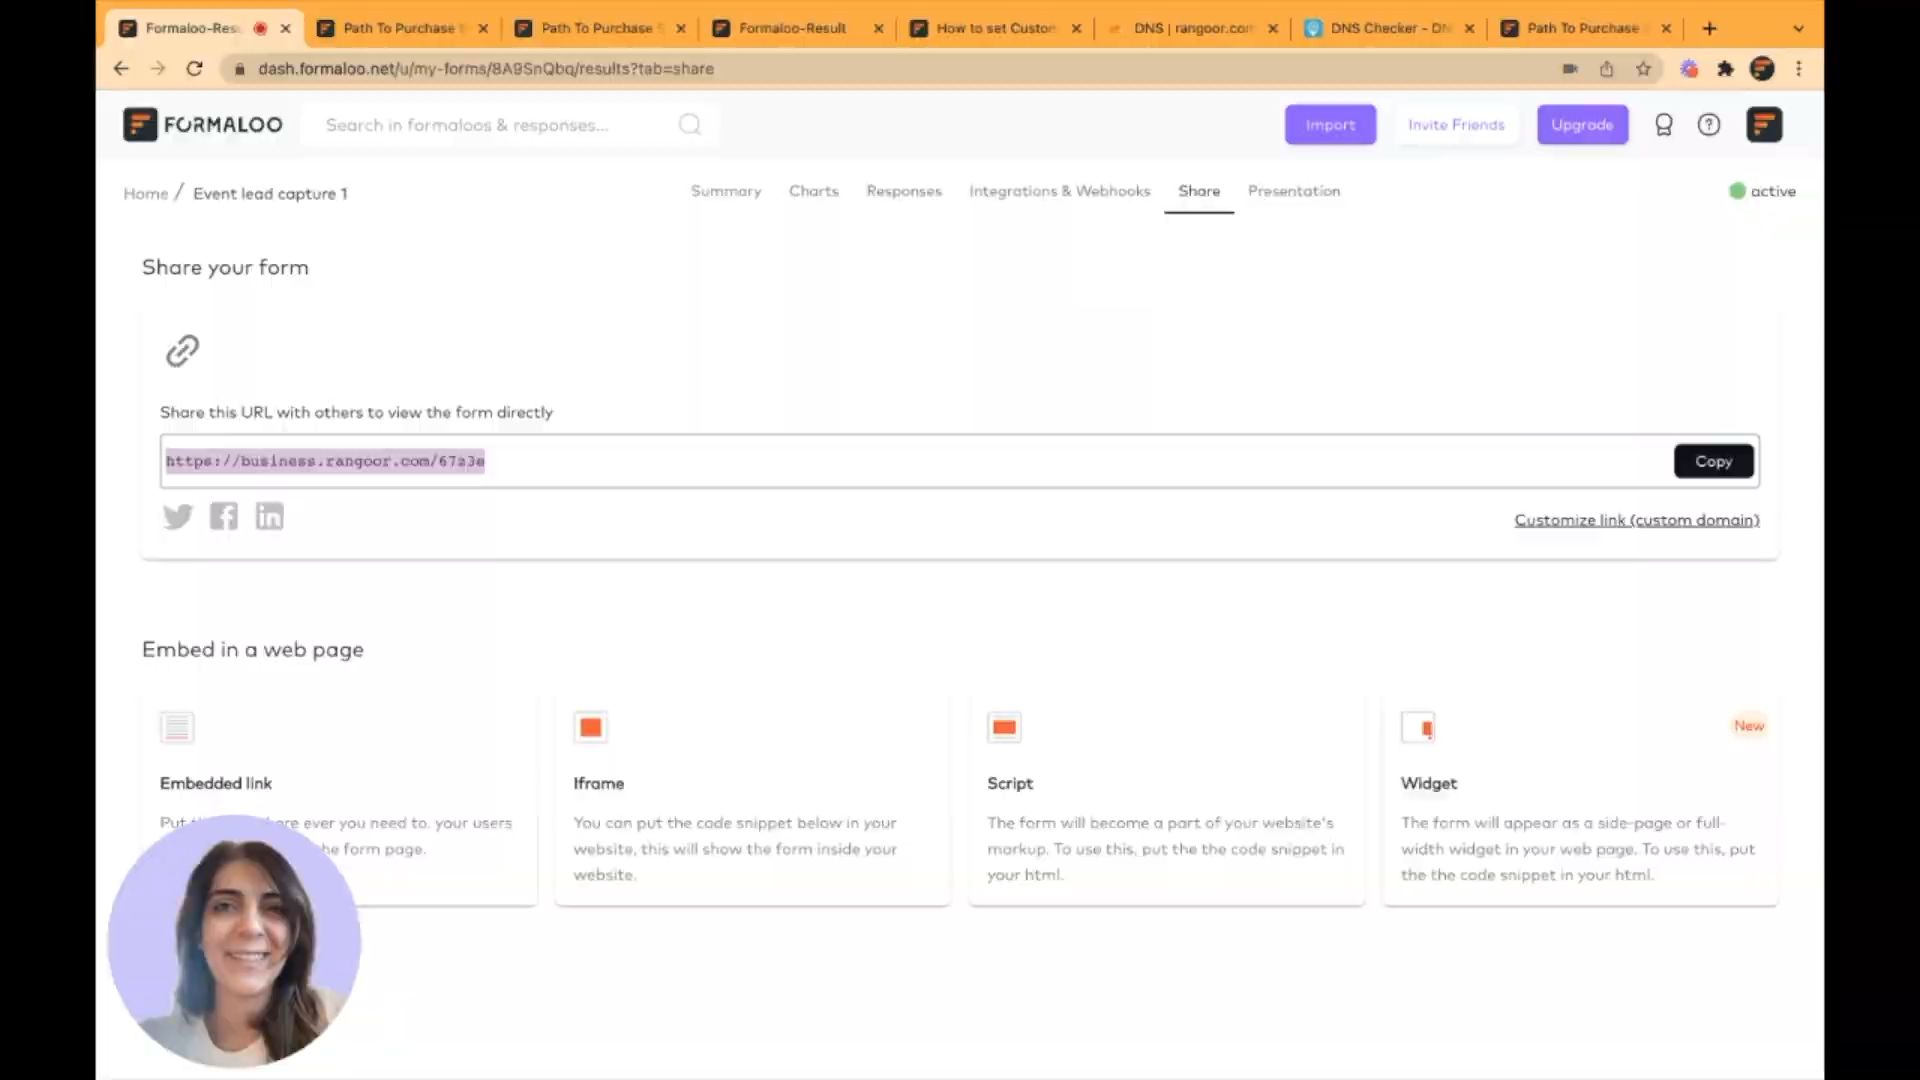 Formaloo-Res
Path To Purchase
Path To Purchase S
Formaloo-Result
How to set Custo
DNS | rangoor.com
DNS Checker - DN
Path To Purchase
dash.formaloo.net/u/my-forms/8A9SnQbq/results?tab=share
FORMALOO
Search in formaloos & responses...
Import
Invite Friends
Upgrade
Home / Event lead capture 1
Summary
Charts
Responses
Integrations & Webhooks
Share
Presentation
active
Share your form
Share this URL with others to view the form directly
https://business.rangoor.com/67z3e
Copy
Customize link (custom domain)
Embed in a web page
Embedded link
Put
ere ever you need to. your users
he form page.
Iframe
You can put the code snippet below in your
website, this will show the form inside your
website.
Script
The form will become a part of your website's
markup. To use this, put the the code snippet in
your html.
New
Widget
The form will appear as a side-page or full-
width widget in your web page. To use this, put
the the code snippet in your html.